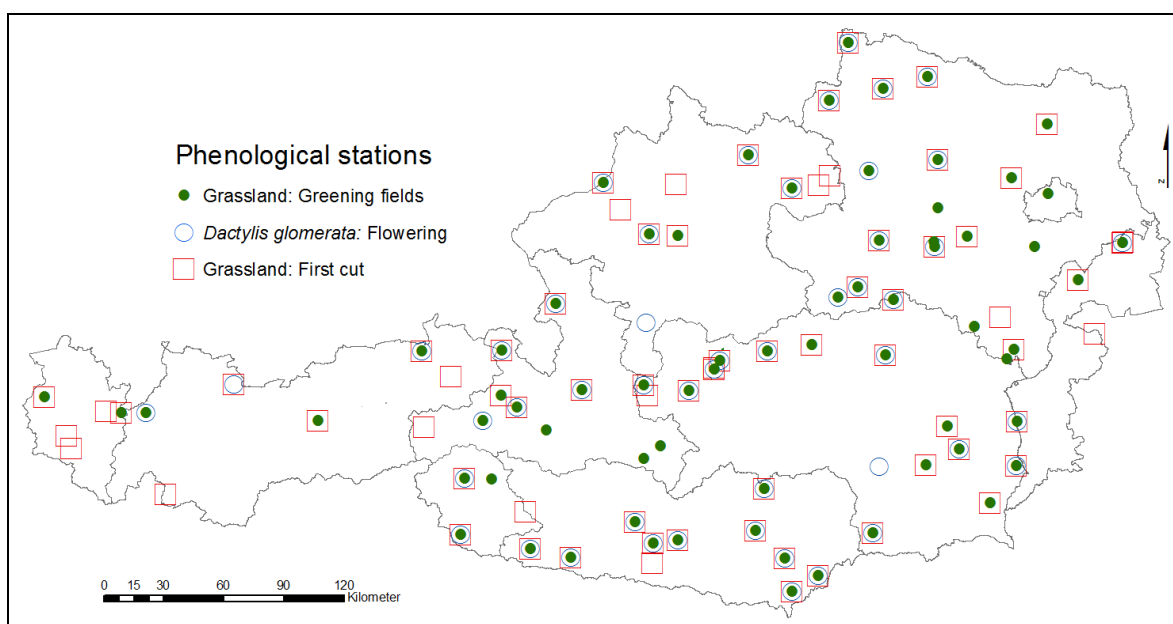 Phenological stations
Grassland: Greening fields
Dactylis glomerata: Flowering
Grassland: First cut
z
0 15 30 60 90 120
Kilometer